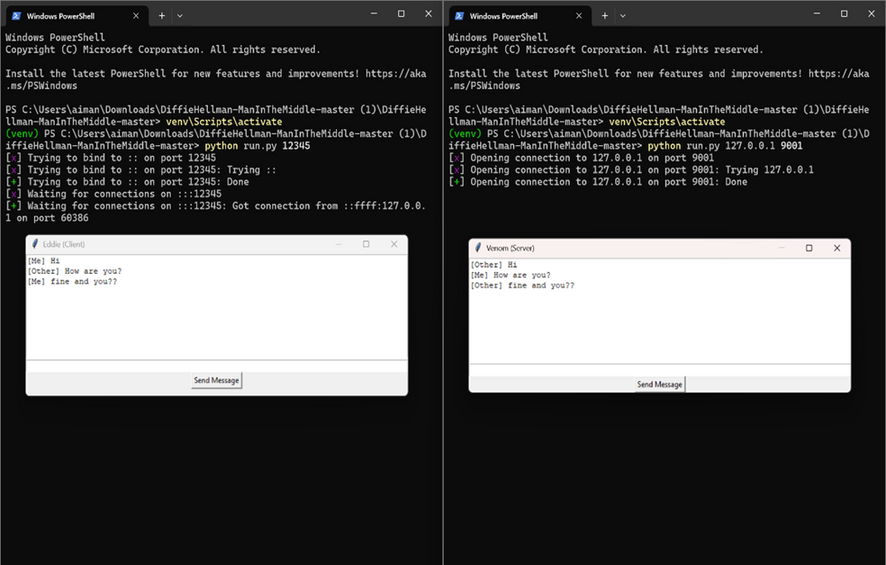 Windows PowerShell
Windows PowerShell
Copyright (C) Microsoft Corporation. All rights reserved.
Install the latest PowerShell for new features and improvements! https://aka
.ms/PSWindows
PS C:\Users\aiman\Downloads\DiffieHellman-ManInTheMiddle-master (1)\DiffieHe
llman-ManInTheMiddle-master> venv\Scripts\activate
(venv) PS C:\Users\aiman\Downloads\DiffieHellman-ManInTheMiddle-master (1)\D
iffieHellman-ManInTheMiddle-master> python run.py 12345
[x] Trying to bind to :: on port 12345
[x] Trying to bind to :: on port 12345: Trying ::
[+] Trying to bind to :: on port 12345: Done
[x] Waiting for connections on :::12345
[+] Waiting for connections on :::12345: Got connection from ::ffff:127.0.0.
1 on port 60386
Eddie (Client)
[Me] Hi
[Other] How are you?
[Me] fine and you??
Send Message
Windows PowerShell
Windows PowerShell
Copyright (C) Microsoft Corporation. All rights reserved.
Install the latest PowerShell for new features and improvements! https://aka
.ms/PSWindows
PS C:\Users\aiman\Downloads\DiffieHellman-ManInTheMiddle-master (1)\DiffieHe
llman-ManInTheMiddle-master> venv\Scripts\activate
(venv) PS C:\Users\aiman\Downloads\DiffieHellman-ManInTheMiddle-master (1)\D
iffieHellman-ManInTheMiddle-master> python run.py 127.0.0.1 9001
[x] Opening connection to 127.0.0.1 on port 9001
[x] Opening connection to 127.0.0.1 on port 9001: Trying 127.0.0.1
[+] Opening connection to 127.0.0.1 on port 9001: Done
Venom (Server)
[Other] Hi
[Me] How are you?
[Other] fine and you??
Send Message